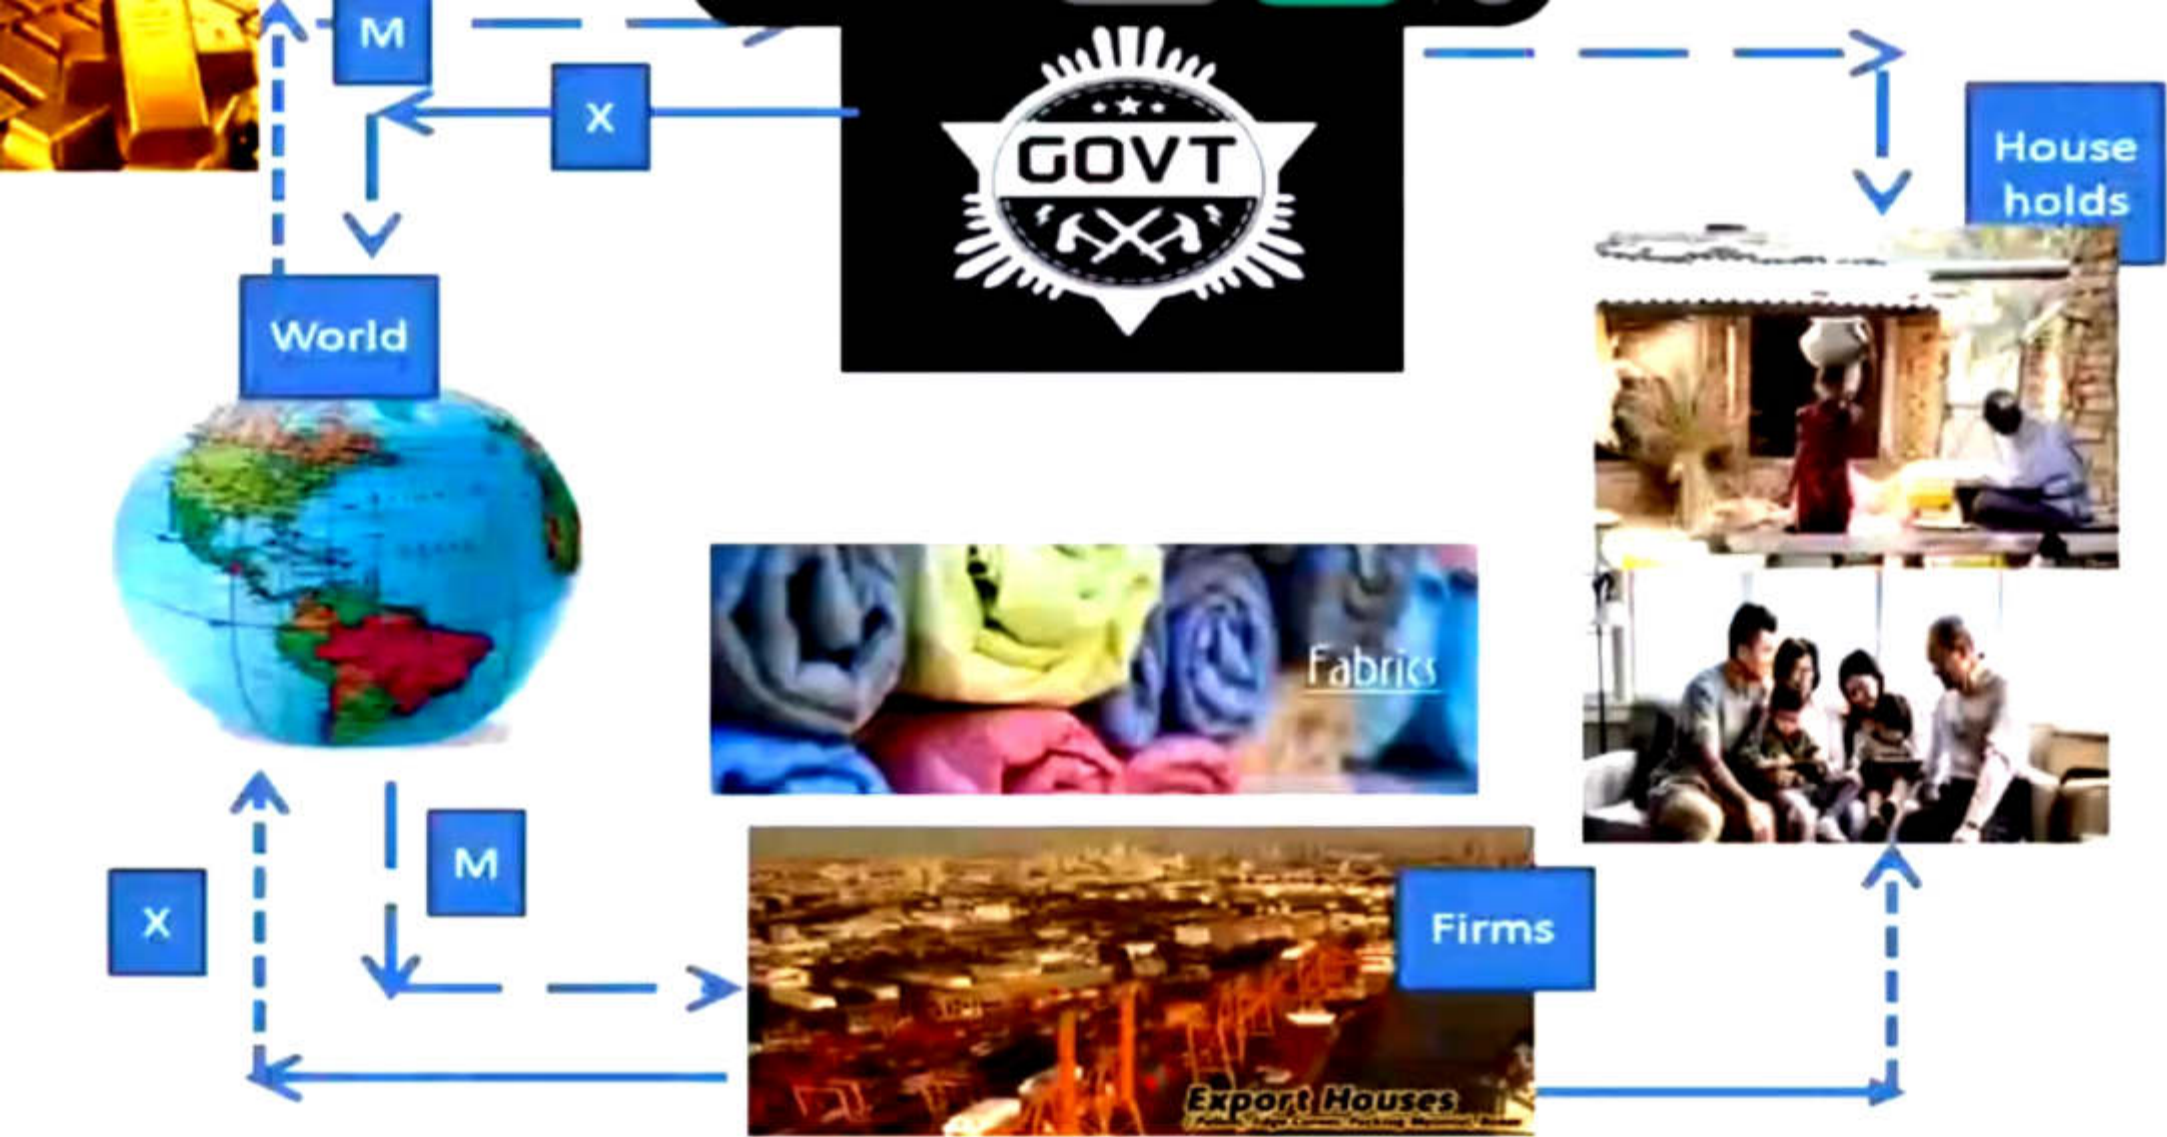 M
X
GOVT
House
holds
World
Fabrics
M
X
Firms
Export Houses